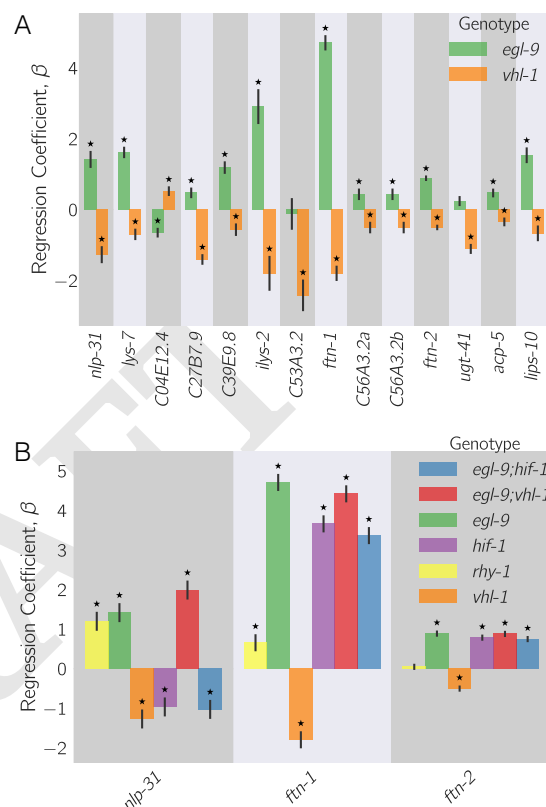 A
Genotype
egl-9
vhl-1
Regression Coefficient, β
4
2
0
−2
nlp-31
lys-7
C04E12.4
C27B7.9
C39E9.8
ilys-2
C53A3.2
ftn-1
C56A3.2a
C56A3.2b
ftn-2
ugt-41
acp-5
lips-10
B
Genotype
egl-9;hif-1
egl-9;vhl-1
egl-9
hif-1
rhy-1
vhl-1
Regression Coefficient, β
5
4
3
2
1
0
−1
−2
nlp-31
ftn-1
ftn-2